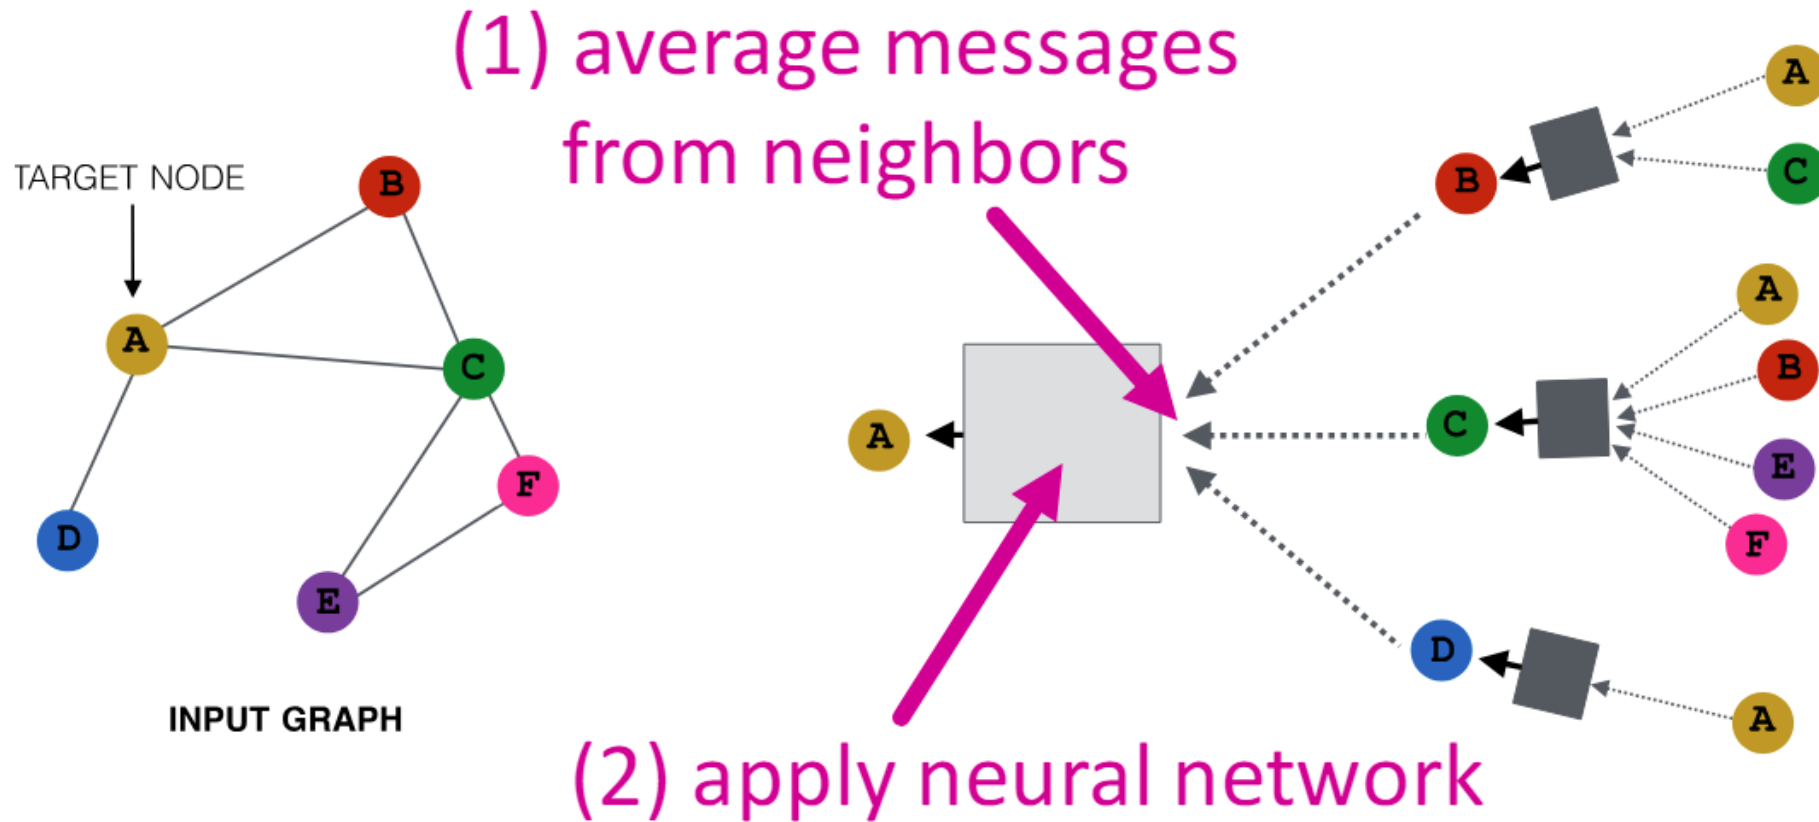 (1) average messages
from neighbors
TARGET NODE
B
A
C
F
D
E
INPUT GRAPH
A
B
C
D
A
C
A
B
E
F
A
(2) apply neural network